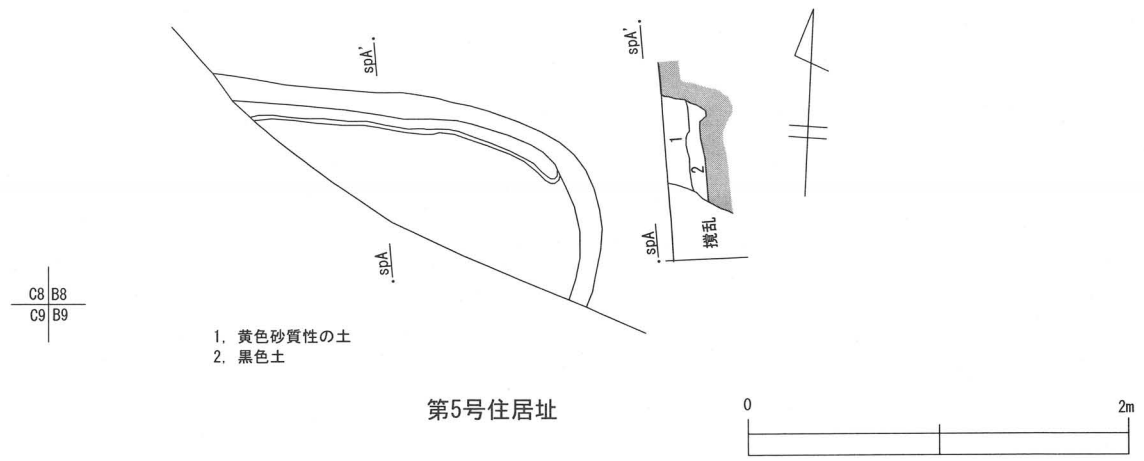 spA'
spA'
1
2
spA
spA
撹乱
C8 B8
C9 B9
1, 黄色砂質性の土
2, 黒色土
第5号住居址
0 2m